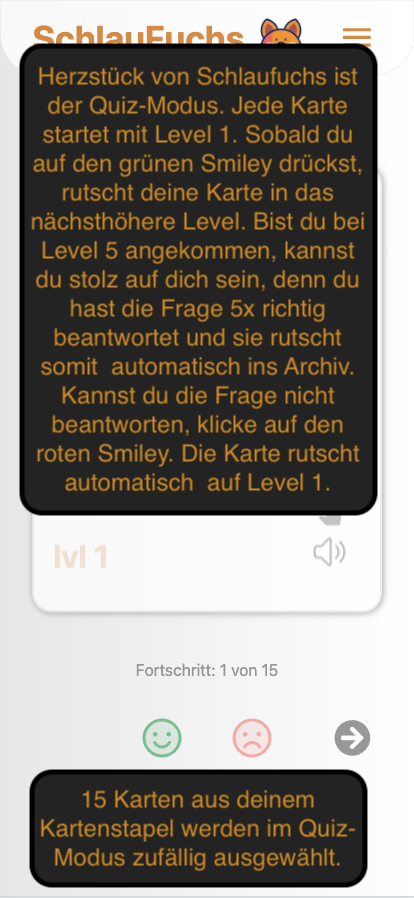 SchlauFuchs
Herzstück von Schlaufuchs ist
der Quiz-Modus. Jede Karte
startet mit Level 1. Sobald du
auf den grünen Smiley drückst,
rutscht deine Karte in das
nächsthöhere Level. Bist du bei
Level 5 angekommen, kannst
du stolz auf dich sein, denn du
hast die Frage 5x richtig
beantwortet und sie rutscht
somit  automatisch ins Archiv.
Kannst du die Frage nicht
beantworten, klicke auf den
roten Smiley. Die Karte rutscht
automatisch  auf Level 1.
lvl 1
Fortschritt: 1 von 15
15 Karten aus deinem
Kartenstapel werden im Quiz-
Modus zufällig ausgewählt.